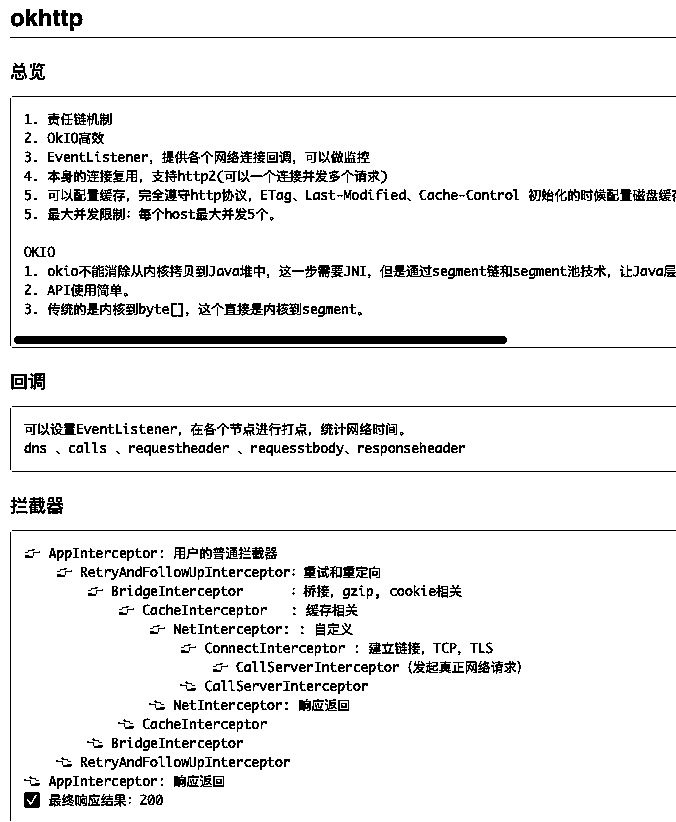 okhttp
总览
1. 责任链机制
2. OkIO高效
3. EventListener，提供各个网络连接回调，可以做监控
4. 本身的连接复用，支持http2(可以一个连接并发多个请求)
5. 可以配置缓存，完全遵守http协议，ETag、Last-Modified、Cache-Control 初始化的时候配置磁盘缓存
5. 最大并发限制：每个host最大并发5个。
OKIO
1. okio不能消除从内核拷贝到Java堆中，这一步需要JNI，但是通过segment链和segment池技术，让Java层
2. API使用简单。
3. 传统的是内核到byte[]，这个直接是内核到segment。
回调
可以设置EventListener，在各个节点进行打点，统计网络时间。
dns 、calls 、requestheader 、requesstbody、responseheader
拦截器
👉 AppInterceptor: 用户的普通拦截器
👉 RetryAndFollowUpInterceptor：重试和重定向
👉 BridgeInterceptor ：桥接，gzip, cookie相关
👉 CacheInterceptor ：缓存相关
👉 NetInterceptor: ：自定义
👉 ConnectInterceptor ：建立链接，TCP，TLS
👉 CallServerInterceptor（发起真正网络请求）
👈 CallServerInterceptor
👈 NetInterceptor: 响应返回
👈 CacheInterceptor
👈 BridgeInterceptor
👈 RetryAndFollowUpInterceptor
👈 AppInterceptor: 响应返回
✅ 最终响应结果：200